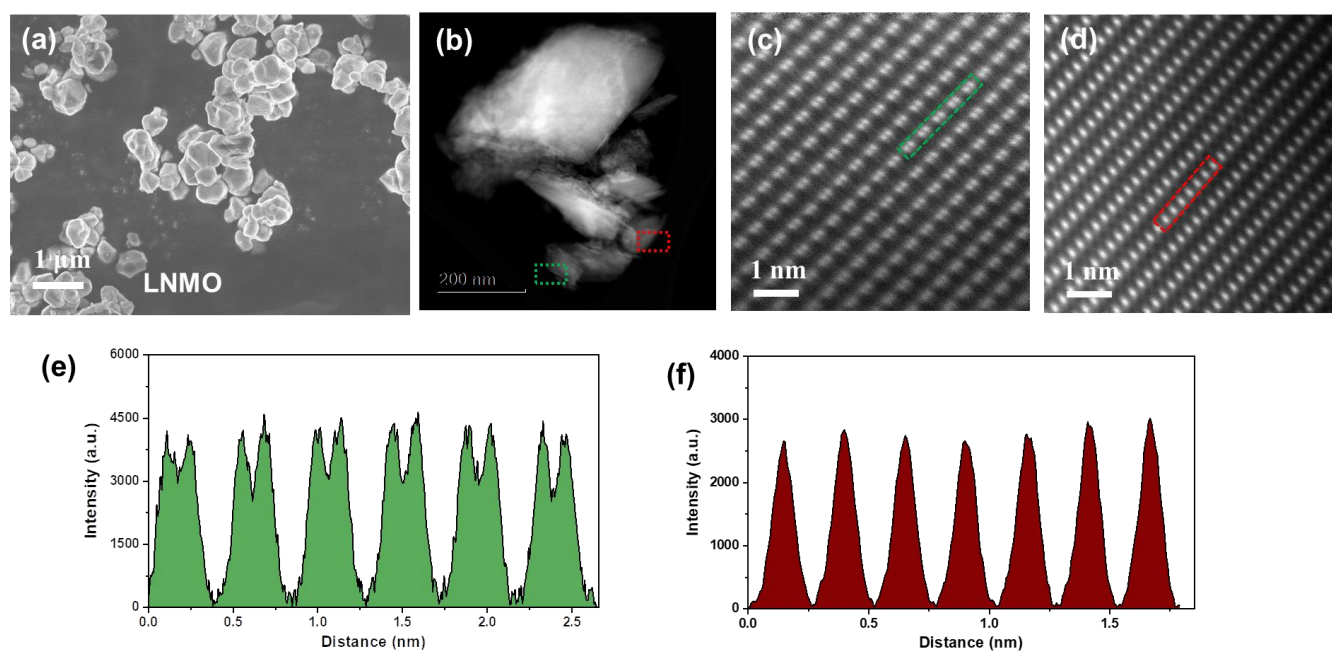 (a)
1 μm
LNMO
(b)
200 nm
(c)
1 nm
(d)
1 nm
(e)
6000
4500
3000
1500
0
Intensity (a.u.)
0.0 0.5 1.0 1.5 2.0 2.5
Distance (nm)
(f)
4000
3000
2000
1000
0
Intensity (a.u.)
0.0 0.5 1.0 1.5
Distance (nm)